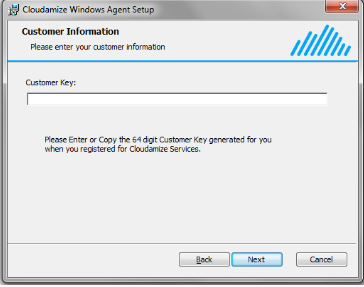 Cloudamize Windows Agent Setup
Customer Information
Please enter your customer information
Customer Key:
Please Enter or Copy the 64 digit Customer Key generated for you
when you registered for Cloudamize Services.
Back Next Cancel